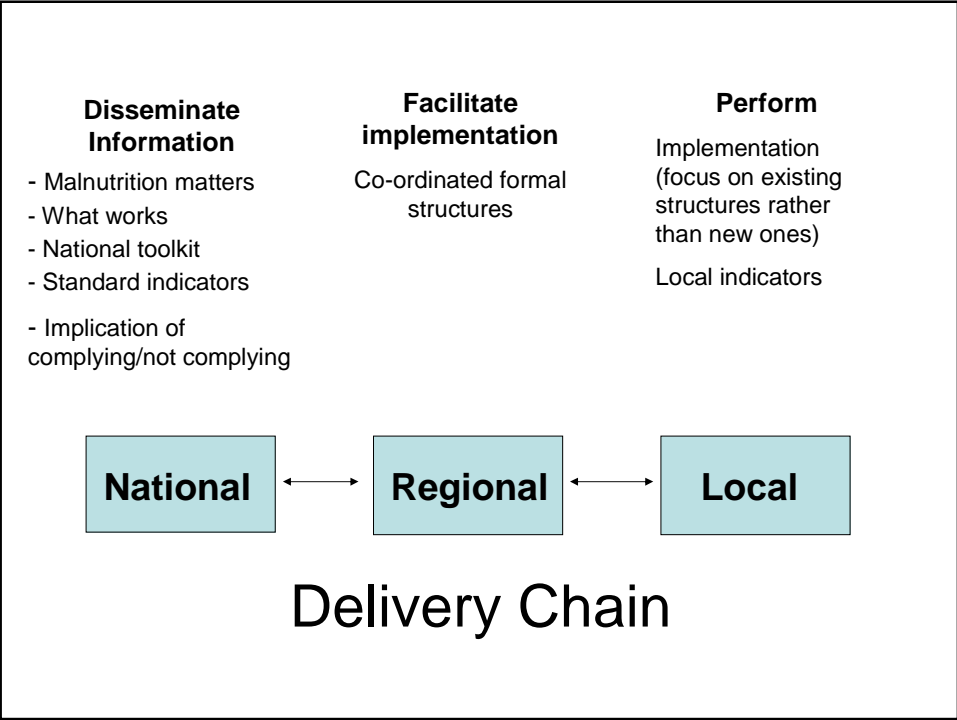 Disseminate
Information
- Malnutrition matters
- What works
- National toolkit
- Standard indicators
- Implication of
complying/not complying
Facilitate
implementation
Co-ordinated formal
structures
Perform
Implementation
(focus on existing
structures rather
than new ones)
Local indicators
National
Regional
Local
Delivery Chain